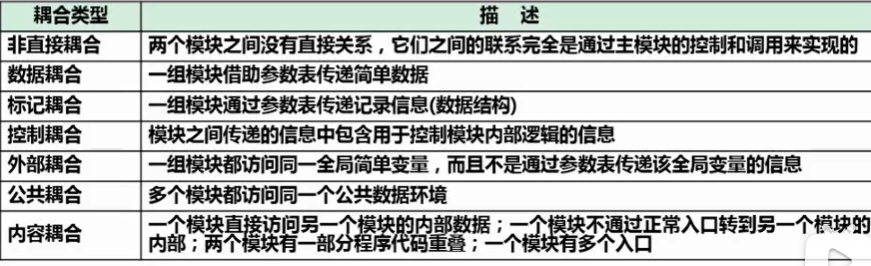 耦合类型 描 述
非直接耦合 两个模块之间没有直接关系，它们之间的联系完全是通过主模块的控制和调用来实现的
数据耦合 一组模块借助参数表传递简单数据
标记耦合 一组模块通过参数表传递记录信息(数据结构)
控制耦合 模块之间传递的信息中包含用于控制模块内部逻辑的信息
外部耦合 一组模块都访问同一全局简单变量，而且不是通过参数表传递该全局变量的信息
公共耦合 多个模块都访问同一个公共数据环境
内容耦合 一个模块直接访问另一个模块的内部数据；一个模块不通过正常入口转到另一个模块的
内部；两个模块有一部分程序代码重叠；一个模块有多个入口